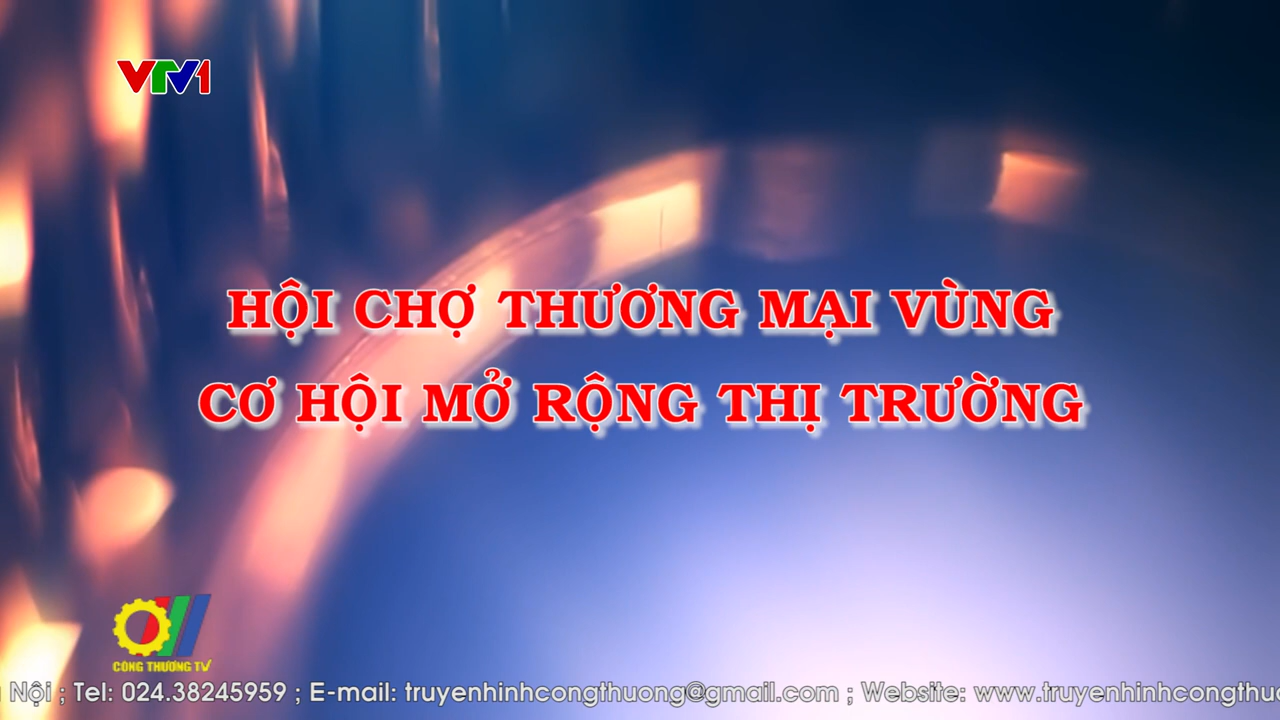 VTV1
HỘI CHỢ THƯƠNG MẠI VÙNG
CƠ HỘI MỞ RỘNG THỊ TRƯỜNG
CÔNG THƯƠNG TV
Nội ; Tel: 024.38245959 ; E-mail: truyenhinhcongthuong@gmail.com ; Website: www.truyenhinhcongthu